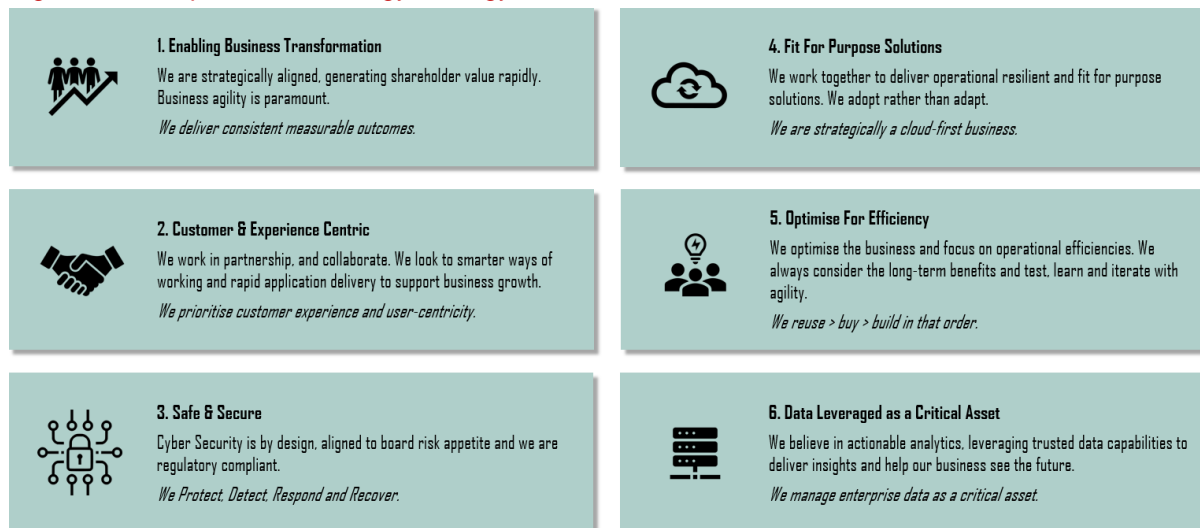 1. Enabling Business Transformation
We are strategically aligned, generating shareholder value rapidly.
Business agility is paramount.
We deliver consistent measurable outcomes.
2. Customer & Experience Centric
We work in partnership, and collaborate. We look to smarter ways of
working and rapid application delivery to support business growth.
We prioritise customer experience and user-centricity.
3. Safe & Secure
Cyber Security is by design, aligned to board risk appetite and we are
regulatory compliant.
We Protect, Detect, Respond and Recover.
4. Fit For Purpose Solutions
We work together to deliver operational resilient and fit for purpose
solutions. We adopt rather than adapt.
We are strategically a cloud-first business.
5. Optimise For Efficiency
We optimise the business and focus on operational efficiencies. We
always consider the long-term benefits and test, learn and iterate with
agility.
We reuse > buy > build in that order.
6. Data Leveraged as a Critical Asset
We believe in actionable analytics, leveraging trusted data capabilities to
deliver insights and help our business see the future.
We manage enterprise data as a critical asset.